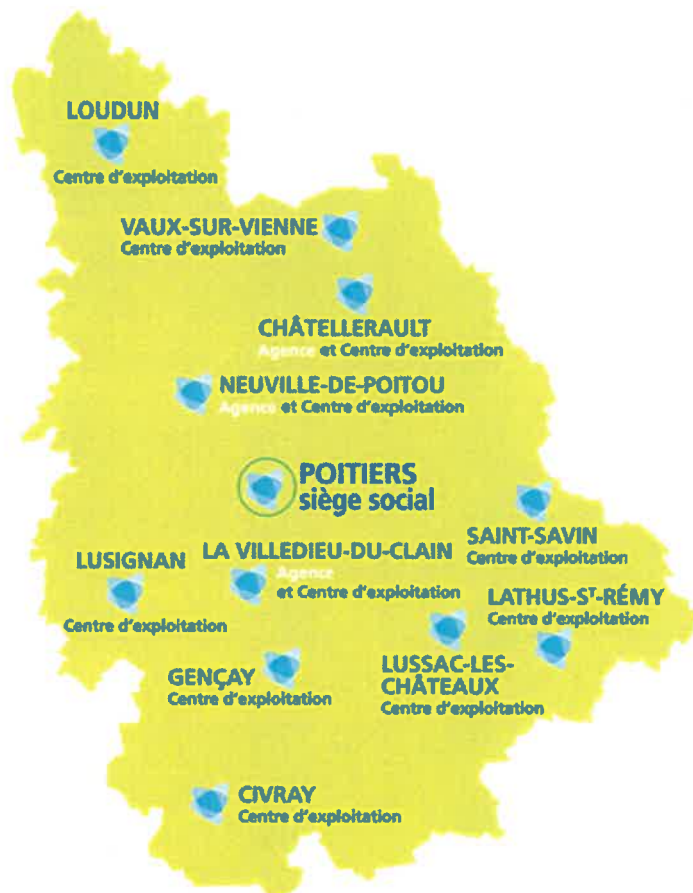 LOUDUN
Centre d'exploitation
VAUX-SUR-VIENNE
Centre d'exploitation
CHÂTELLERAULT
Agence et Centre d'exploitation
NEUVILLE-DE-POITOU
Agence et Centre d'exploitation
POITIERS
siège social
SAINT-SAVIN
Centre d'exploitation
LA VILLEDIEU-DU-CLAIN
Agence
et Centre d'exploitation
LUSIGNAN
Centre d'exploitation
LATHUS-Sᵀ-RÉMY
Centre d'exploitation
LUSSAC-LES-
CHÂTEAUX
Centre d'exploitation
GENÇAY
Centre d'exploitation
CIVRAY
Centre d'exploitation